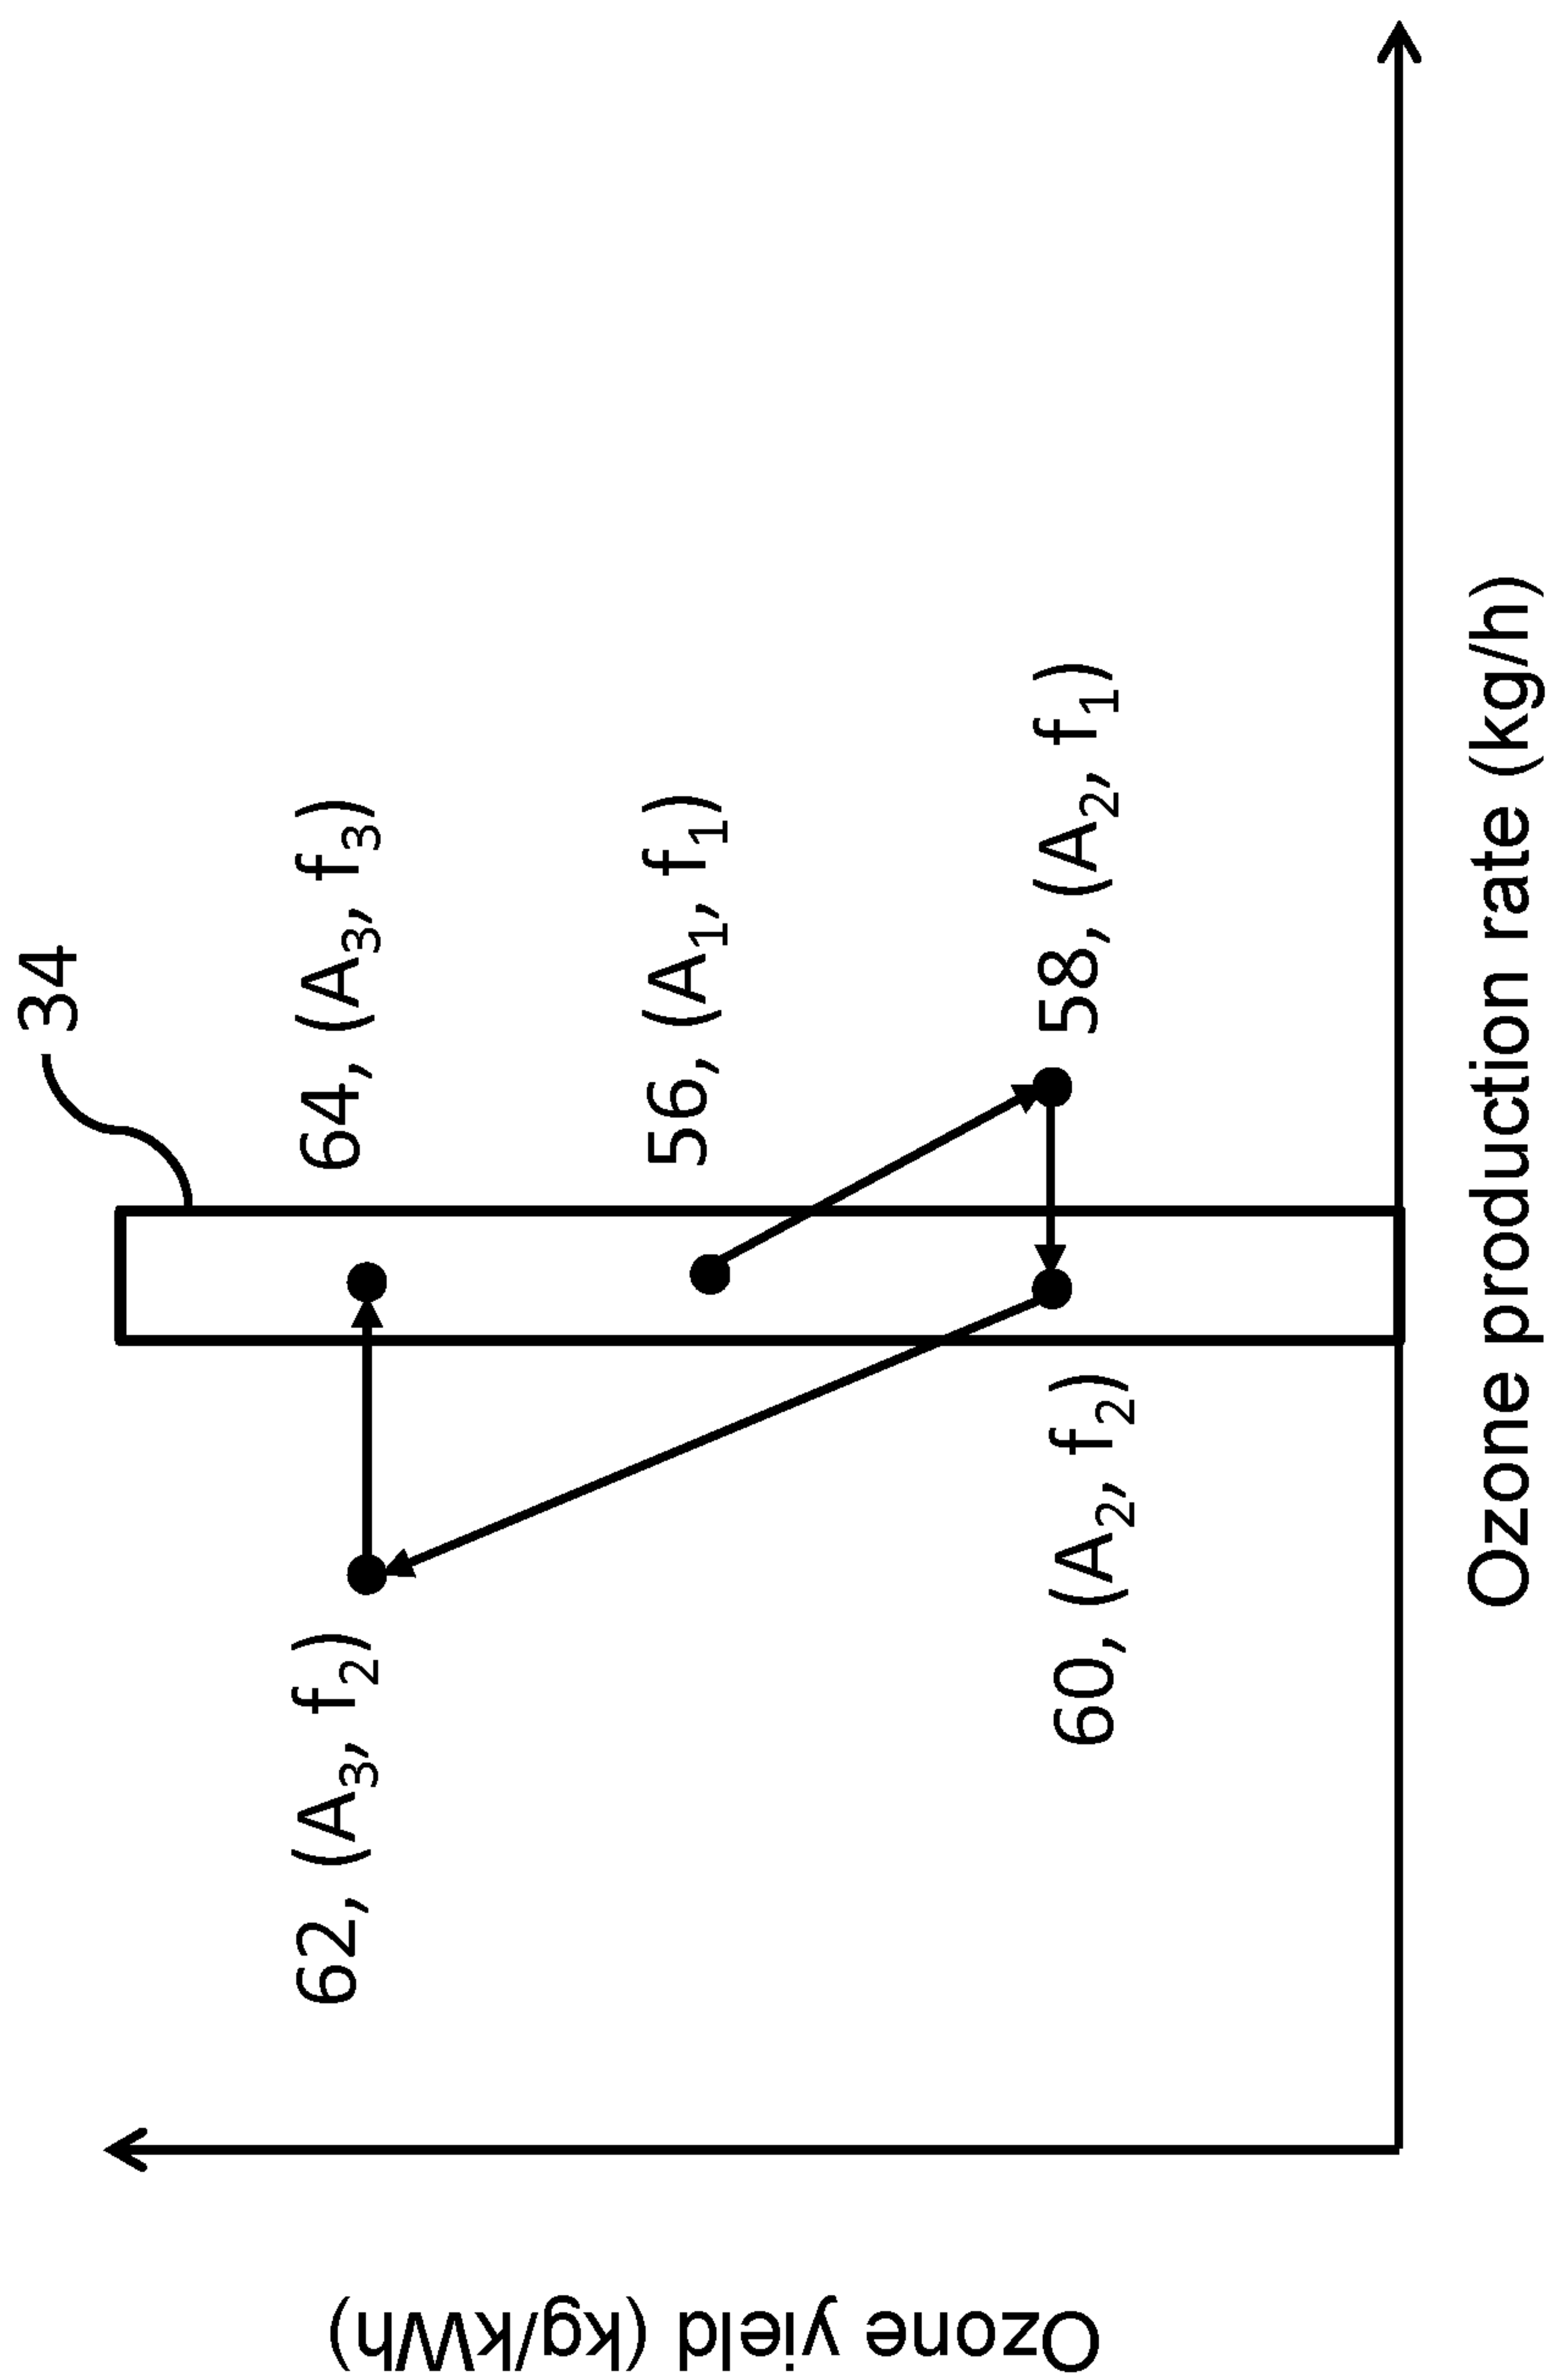 34
62, (A₃, f₂)
64, (A₃, f₃)
56, (A₁, f₁)
60, (A₂, f₂)
58, (A₂, f₁)
Ozone yield (kg/kWh)
Ozone production rate (kg/h)